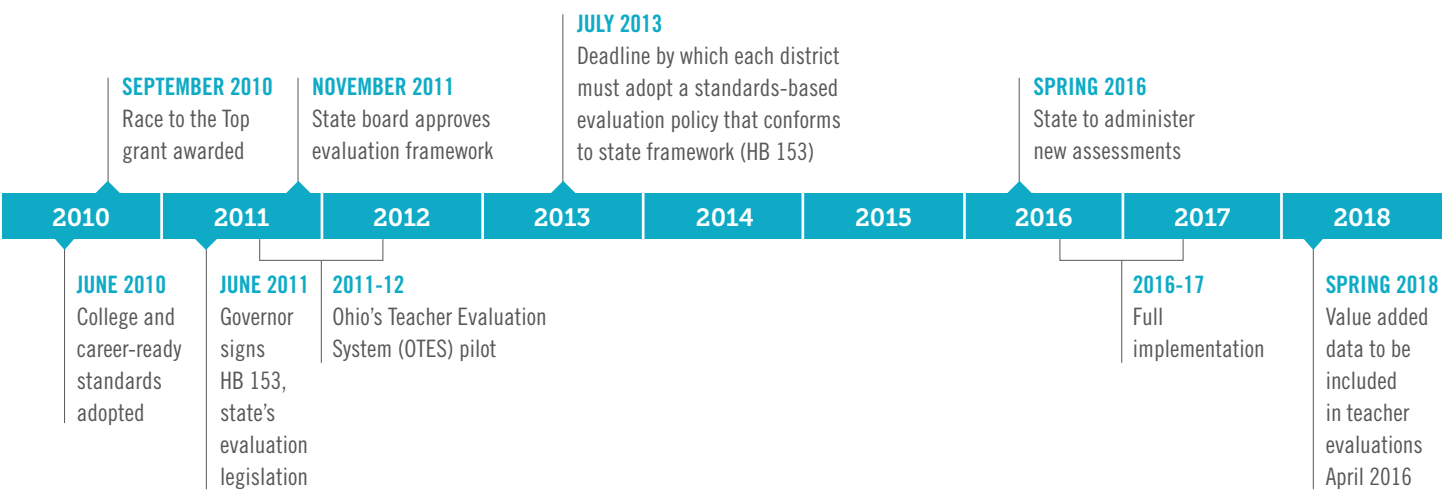 JULY 2013
Deadline by which each district
must adopt a standards-based
evaluation policy that conforms
to state framework (HB 153)
SEPTEMBER 2010
Race to the Top
grant awarded
NOVEMBER 2011
State board approves
evaluation framework
SPRING 2016
State to administer
new assessments
2010
2011
2012
2013
2014
2015
2016
2017
2018
JUNE 2010
College and
career-ready
standards
adopted
JUNE 2011
Governor
signs
HB 153,
state’s
evaluation
legislation
2011-12
Ohio’s Teacher Evaluation
System (OTES) pilot
2016-17
Full
implementation
SPRING 2018
Value added
data to be
included
in teacher
evaluations
April 2016